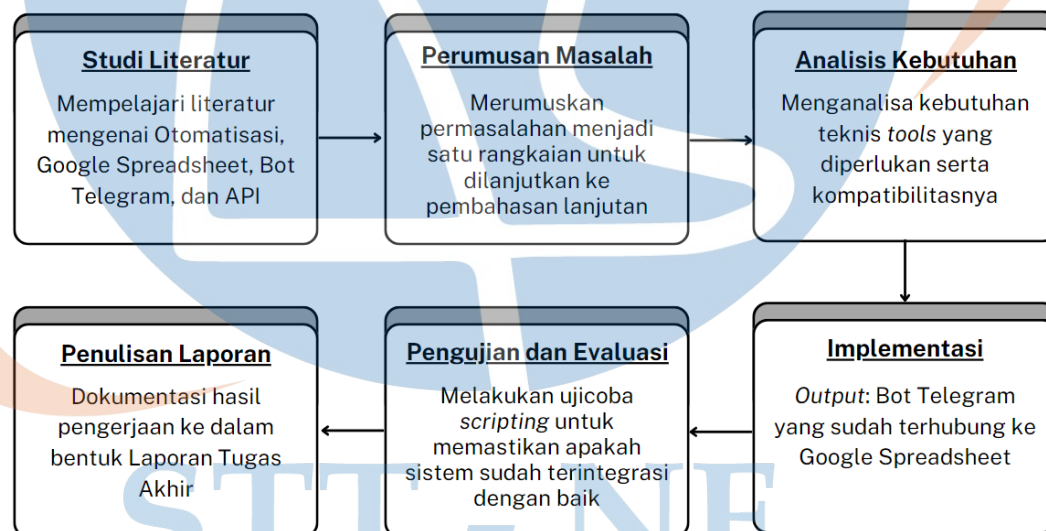 Studi Literatur
Mempelajari literatur
mengenai Otomatisasi,
Google Spreadsheet, Bot
Telegram, dan API
Perumusan Masalah
Merumuskan
permasalahan menjadi
satu rangkaian untuk
dilanjutkan ke
pembahasan lanjutan
Analisis Kebutuhan
Menganalisa kebutuhan
teknis tools yang
diperlukan serta
kompatibilitasnya
Implementasi
Output: Bot Telegram
yang sudah terhubung ke
Google Spreadsheet
Pengujian dan Evaluasi
Melakukan ujicoba
scripting untuk
memastikan apakah
sistem sudah terintegrasi
dengan baik
Penulisan Laporan
Dokumentasi hasil
pengerjaan ke dalam
bentuk Laporan Tugas
Akhir
STT - NF